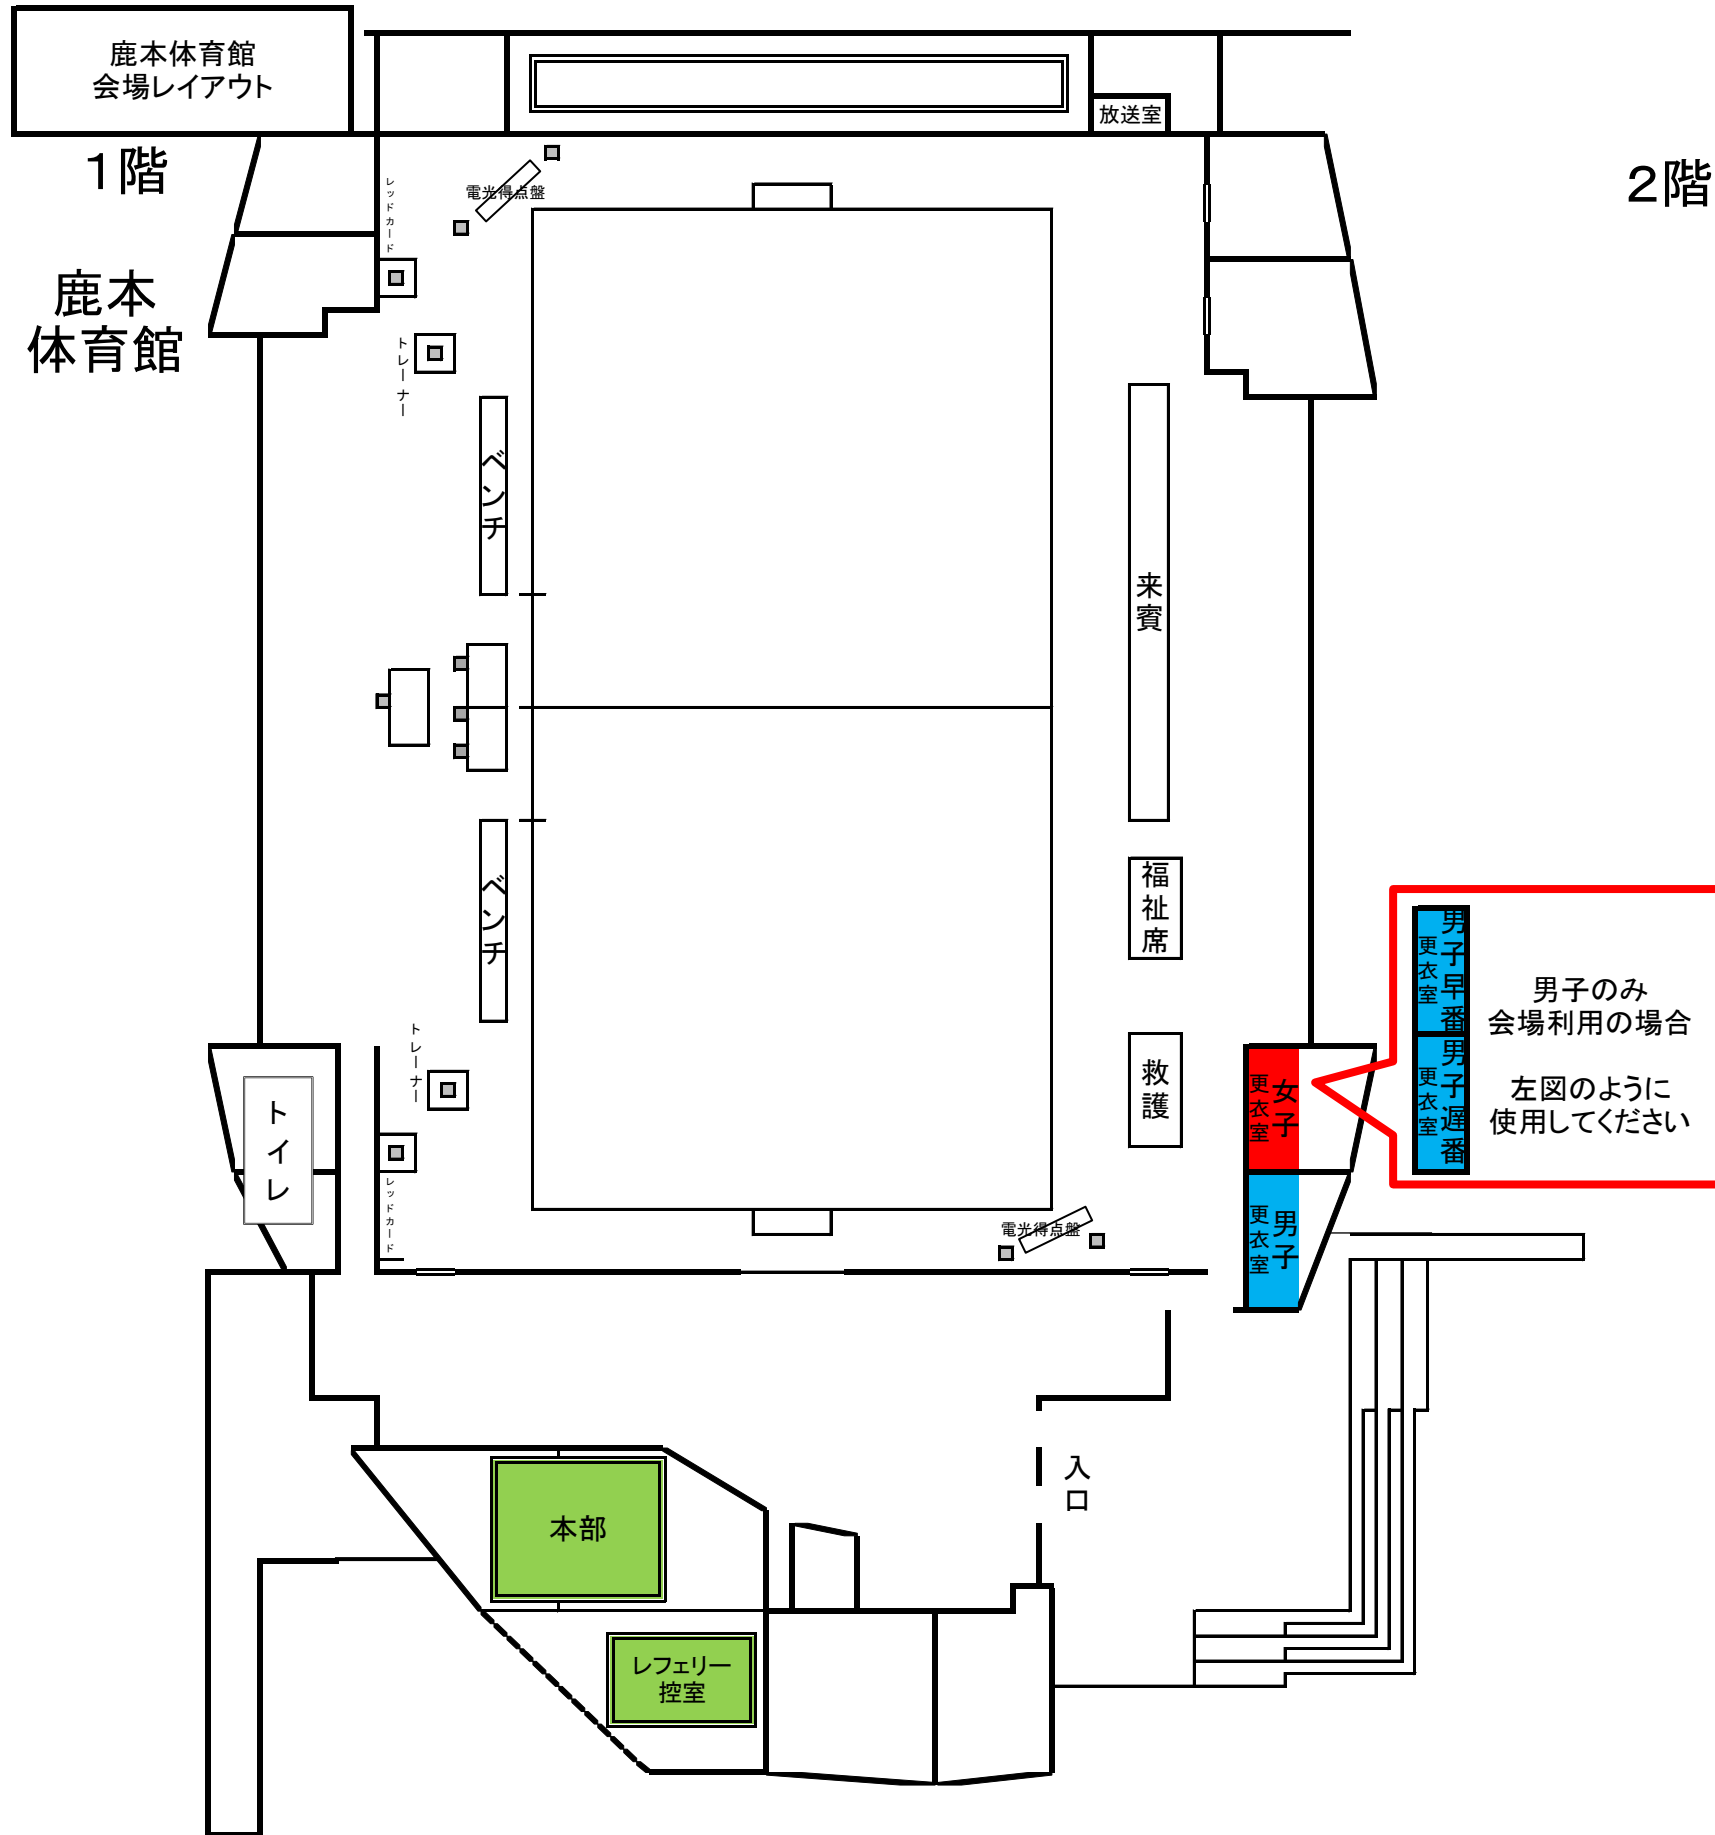 鹿本体育館
会場レイアウト
放送室
1階
2階
電光得点盤
レッドカード
鹿本
体育館
トレーナー
ベンチ
来賓
ベンチ
福祉席
男子早番
更衣室
男子遅番
更衣室
男子のみ
会場利用の場合
左図のように
使用してください
トレーナー
救護
女子
更衣室
トイレ
レッドカード
男子
更衣室
電光得点盤
入口
本部
レフェリー
控室